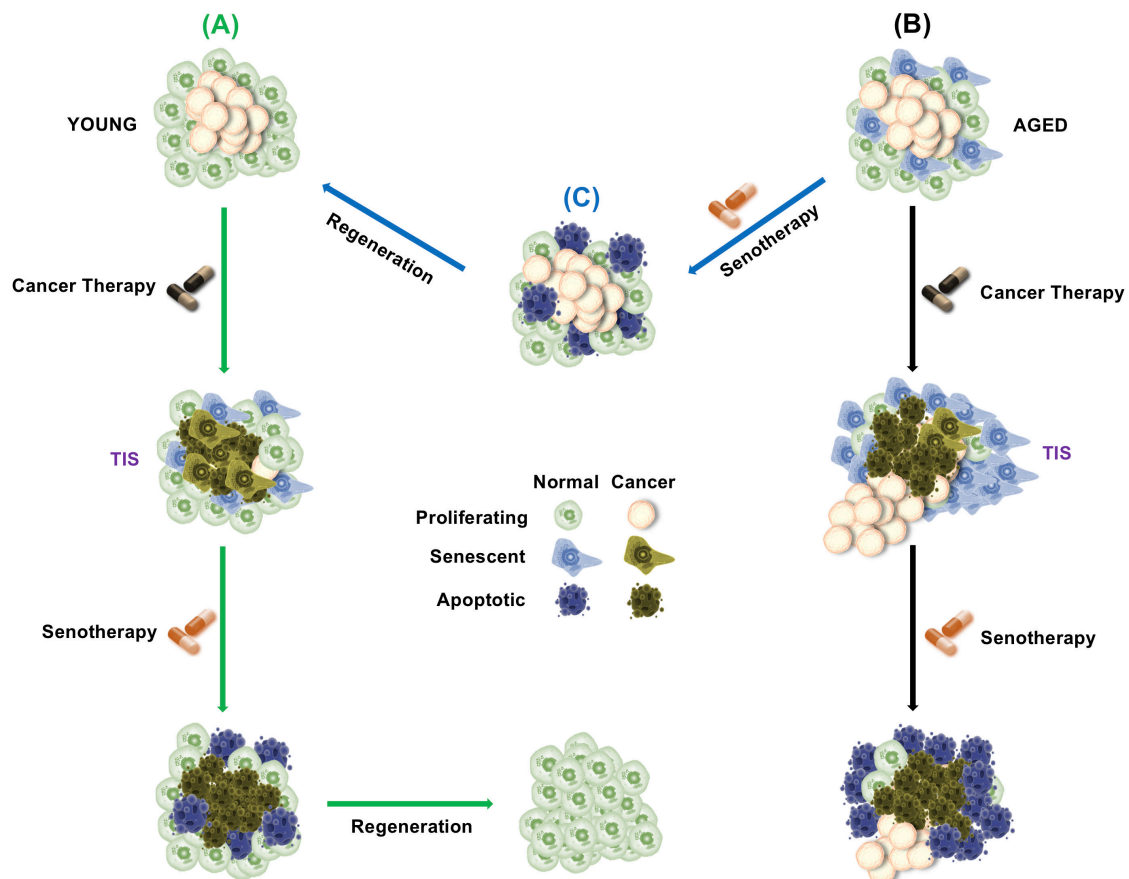 (A)
(B)
YOUNG
AGED
(C)
Regeneration
Senotherapy
Cancer Therapy
Cancer Therapy
TIS
TIS
Normal Cancer
Proliferating
Senescent
Apoptotic
Senotherapy
Senotherapy
Regeneration